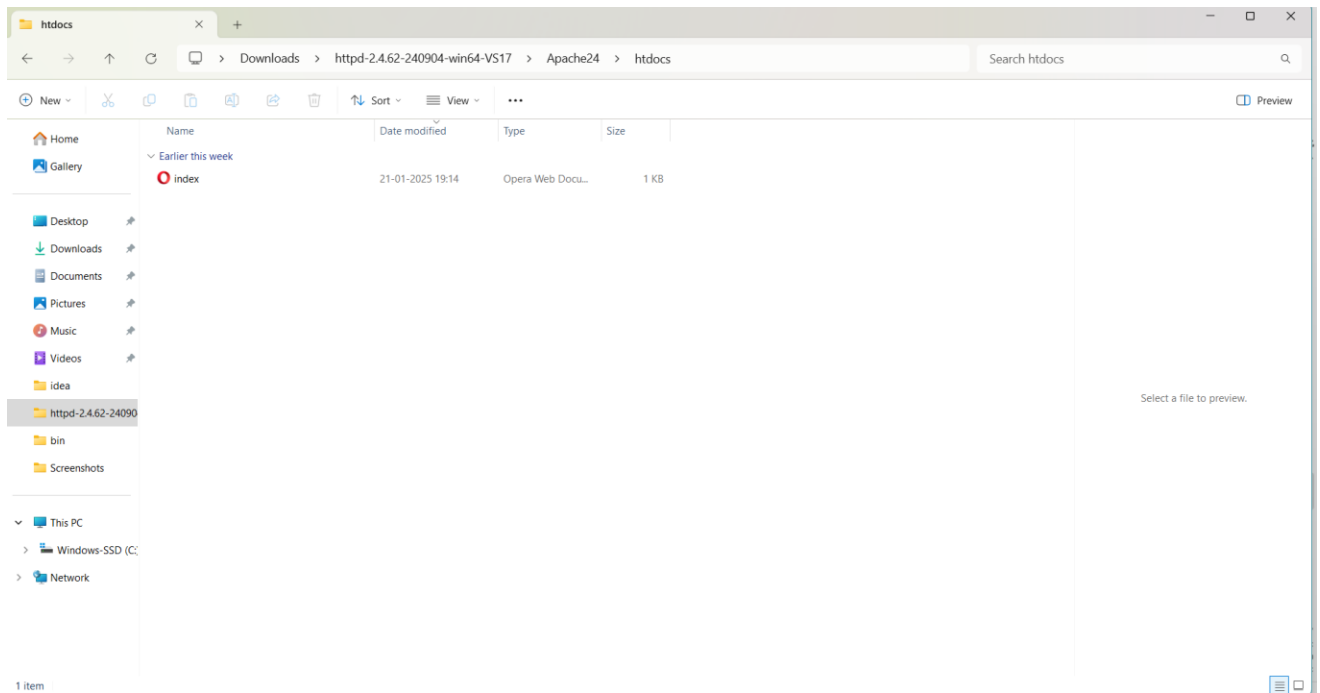 htdocs
Downloads > httpd-2.4.62-240904-win64-VS17 > Apache24 > htdocs
Search htdocs
New
Sort
View
Preview
Name Date modified Type Size
Earlier this week
index 21-01-2025 19:14 Opera Web Docu... 1 KB
Home
Gallery
Desktop
Downloads
Documents
Pictures
Music
Videos
idea
httpd-2.4.62-24090
bin
Screenshots
This PC
Windows-SSD (C:
Network
Select a file to preview.
1 item